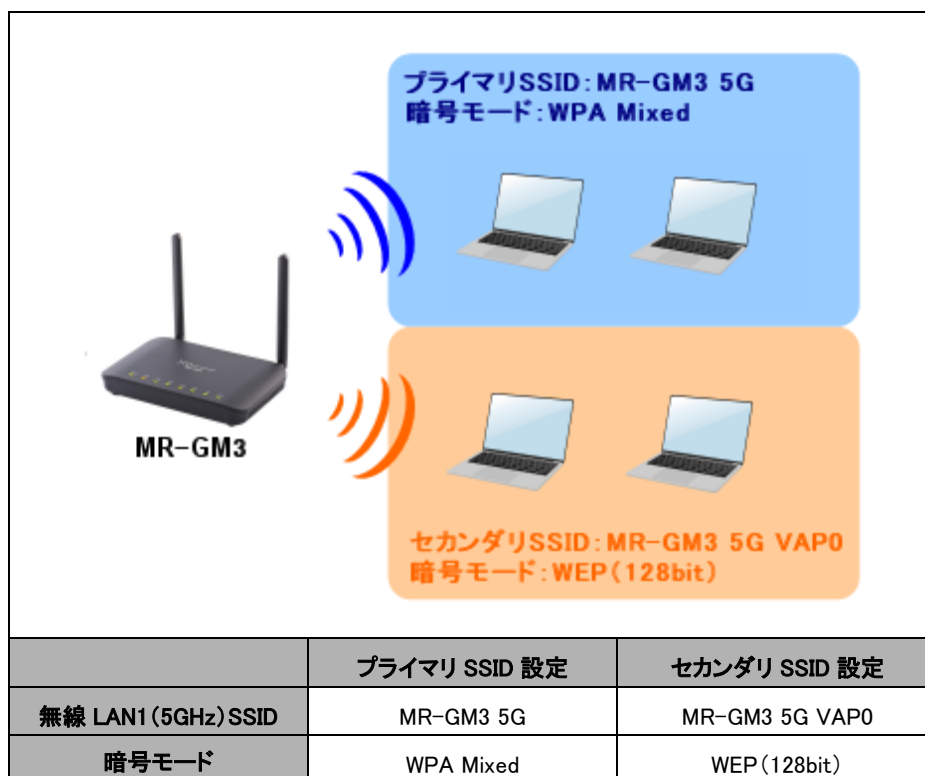 プライマリSSID:MR-GM3 5G
暗号モード:WPA Mixed
MR-GM3
セカンダリSSID:MR-GM3 5G VAP0
暗号モード:WEP(128bit)
プライマリ SSID 設定 セカンダリ SSID 設定
無線 LAN1(5GHz)SSID MR-GM3 5G MR-GM3 5G VAP0
暗号モード WPA Mixed WEP(128bit)